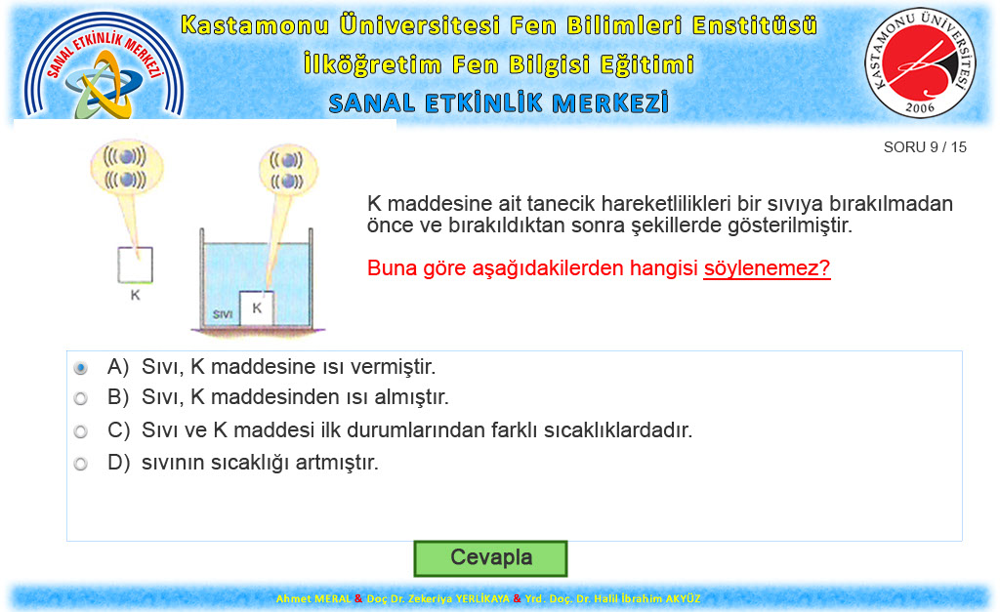 Kastamonu Üniversitesi Fen Bilimleri Enstitüsü
İlköğretim Fen Bilgisi Eğitimi
SANAL ETKİNLİK MERKEZİ
SANAL ETKİNLİK MERKEZİ
KASTAMONU ÜNİVERSİTESİ
2006
SORU 9 / 15
K maddesine ait tanecik hareketlilikleri bir sıvıya bırakılmadan
önce ve bırakıldıktan sonra şekillerde gösterilmiştir.
Buna göre aşağıdakilerden hangisi söylenemez?
K
SIVI
K
A) Sıvı, K maddesine ısı vermiştir.
B) Sıvı, K maddesinden ısı almıştır.
C) Sıvı ve K maddesi ilk durumlarından farklı sıcaklıklardadır.
D) sıvının sıcaklığı artmıştır.
Cevapla
Ahmet MERAL & Doç Dr. Zekeriya YERLİKAYA & Yrd. Doç. Dr. Halil İbrahim AKYÜZ